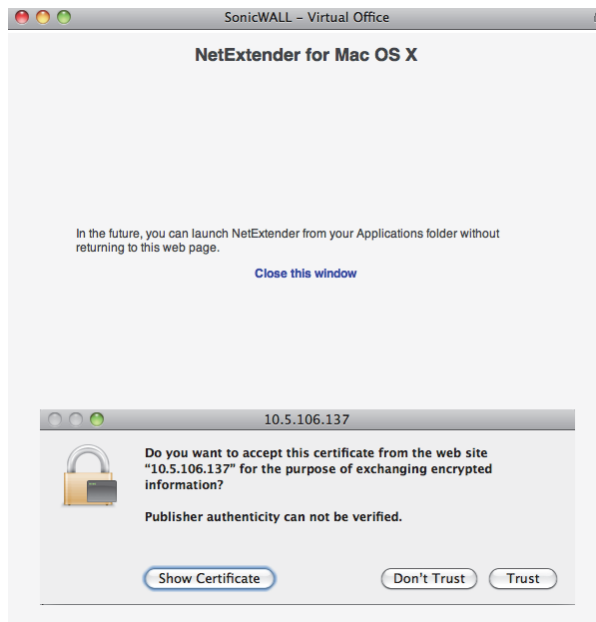 SonicWALL – Virtual Office
NetExtender for Mac OS X
In the future, you can launch NetExtender from your Applications folder without
returning to this web page.
Close this window
10.5.106.137
Do you want to accept this certificate from the web site
“10.5.106.137” for the purpose of exchanging encrypted
information?
Publisher authenticity can not be verified.
Show Certificate
Don't Trust
Trust